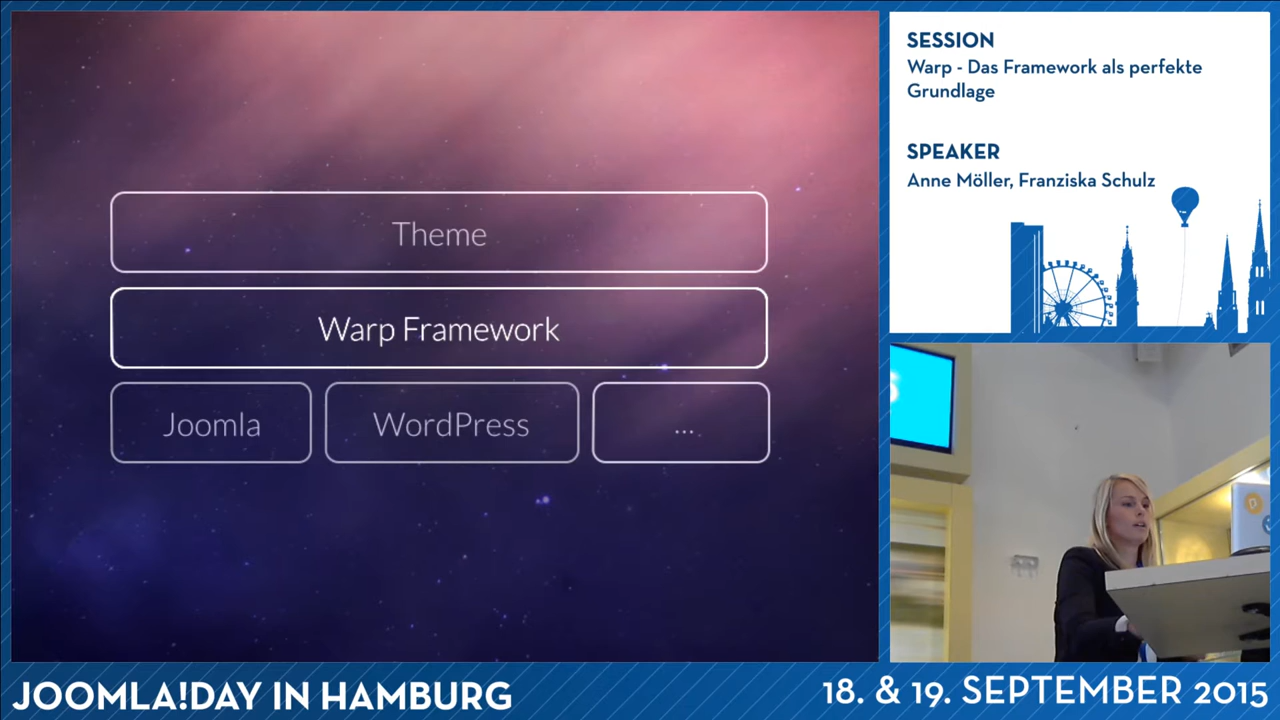 Theme
Warp Framework
Joomla
WordPress
...
SESSION
Warp - Das Framework als perfekte
Grundlage
SPEAKER
Anne Möller, Franziska Schulz
JOOMLA!DAY IN HAMBURG
18. & 19. SEPTEMBER 2015